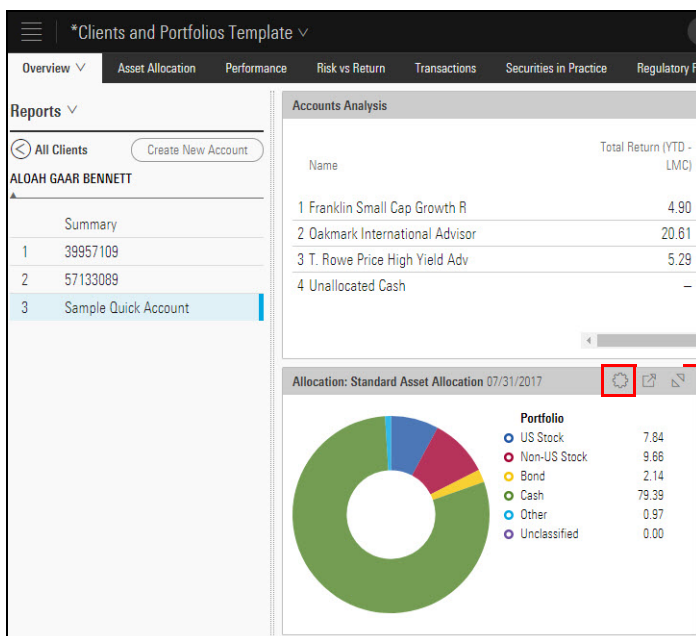 *Clients and Portfolios Template
Overview Asset Allocation Performance Risk vs Return Transactions Securities in Practice Regulatory
Reports
All Clients Create New Account
ALOAH GAAR BENNETT
Summary
1 39957109
2 57133089
3 Sample Quick Account
Accounts Analysis
Name Total Return (YTD - LMC)
1 Franklin Small Cap Growth R 4.90
2 Oakmark International Advisor 20.61
3 T. Rowe Price High Yield Adv 5.29
4 Unallocated Cash –
Allocation: Standard Asset Allocation 07/31/2017
Portfolio
US Stock 7.84
Non-US Stock 9.66
Bond 2.14
Cash 79.39
Other 0.97
Unclassified 0.00